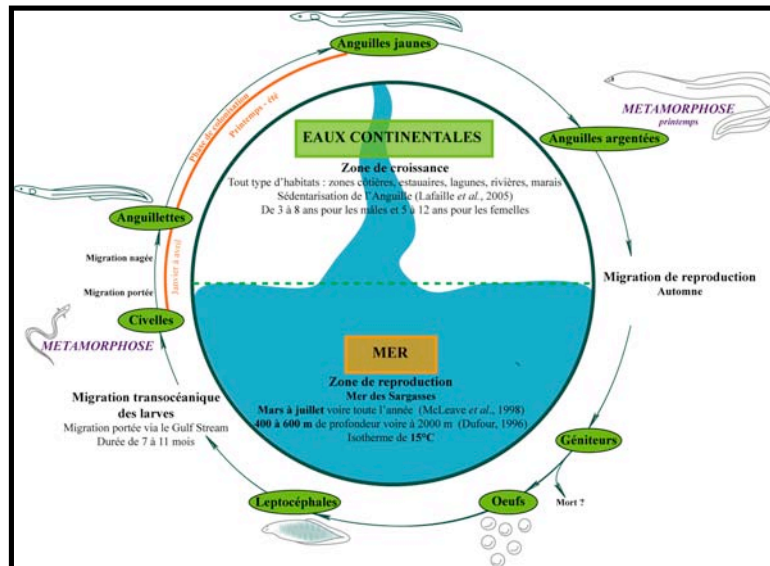 Anguilles jaunes
METAMORPHOSE
printemps
Anguilles argentées
Migration de reproduction
Automne
Géniteurs
Mort ?
Oeufs
Leptocéphales
Migration transocéanique
des larves
Migration portée via le Gulf Stream
Durée de 7 à 11 mois
METAMORPHOSE
Civelles
Migration portée
Migration nagée
Janvier à avril
Anguillettes
Phase de colonisation
Printemps - été
EAUX CONTINENTALES
Zone de croissance
Tout type d'habitats : zones côtières, estauaires, lagunes, rivières, marais
Sédentarisation de l'Anguille (Lafaille et al., 2005)
De 3 à 8 ans pour les mâles et 5 à 12 ans pour les femelles
MER
Zone de reproduction
Mer des Sargasses
Mars à juillet voire toute l'année (McLeave et al., 1998)
400 à 600 m de profondeur voire à 2000 m (Dufour, 1996)
Isotherme de 15°C